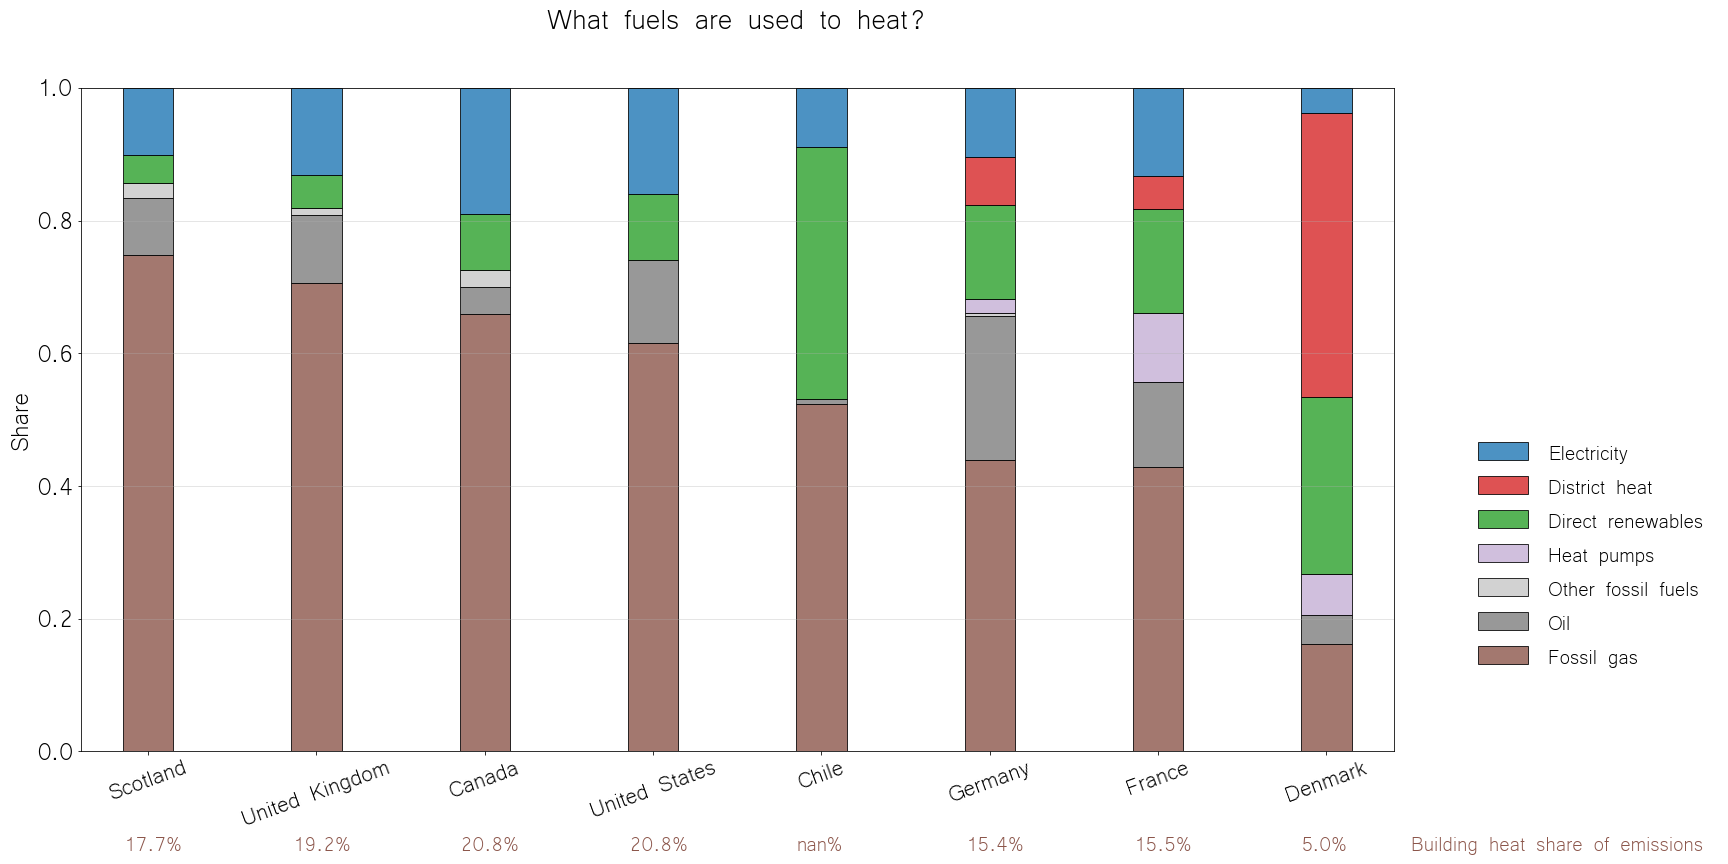 What fuels are used to heat?
1.0
0.8
0.6
0.4
0.2
0.0
Share
Electricity
District heat
Direct renewables
Heat pumps
Other fossil fuels
Oil
Fossil gas
Scotland United Kingdom Canada United States Chile Germany France Denmark
17.7% 19.2% 20.8% 20.8% nan% 15.4% 15.5% 5.0% Building heat share of emissions